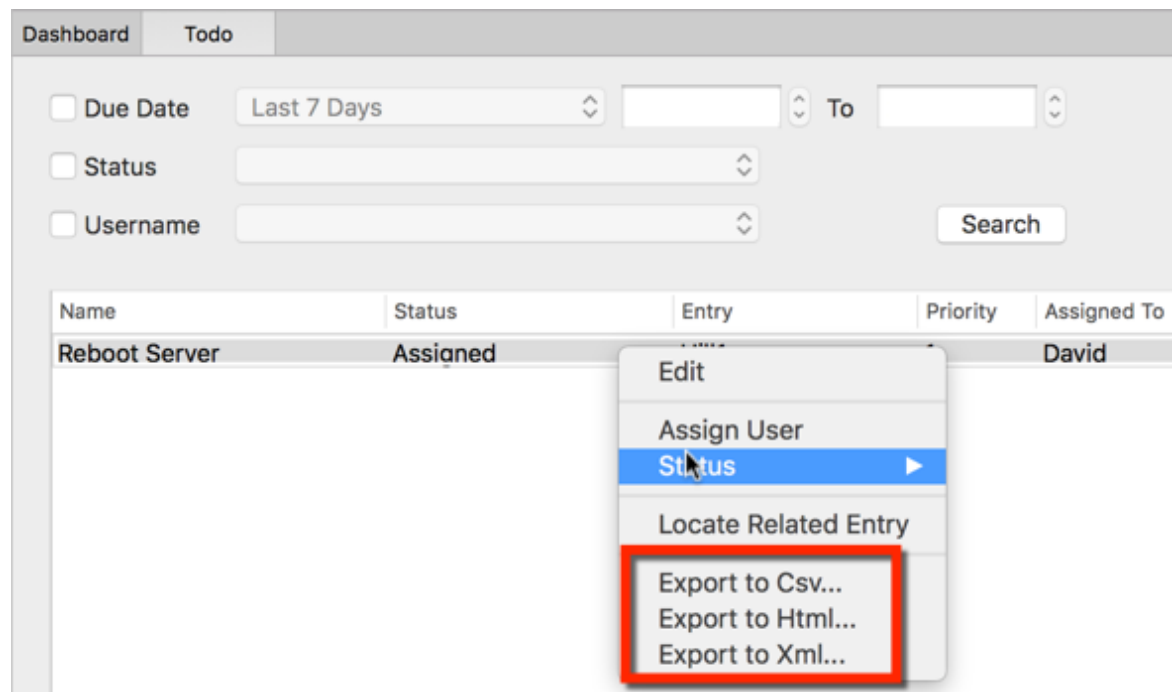 Dashboard Todo
Due Date Last 7 Days To
Status
Username Search
Name Status Entry Priority Assigned To
Reboot Server Assigned David
Edit
Assign User
Status
Locate Related Entry
Export to Csv...
Export to Html...
Export to Xml...